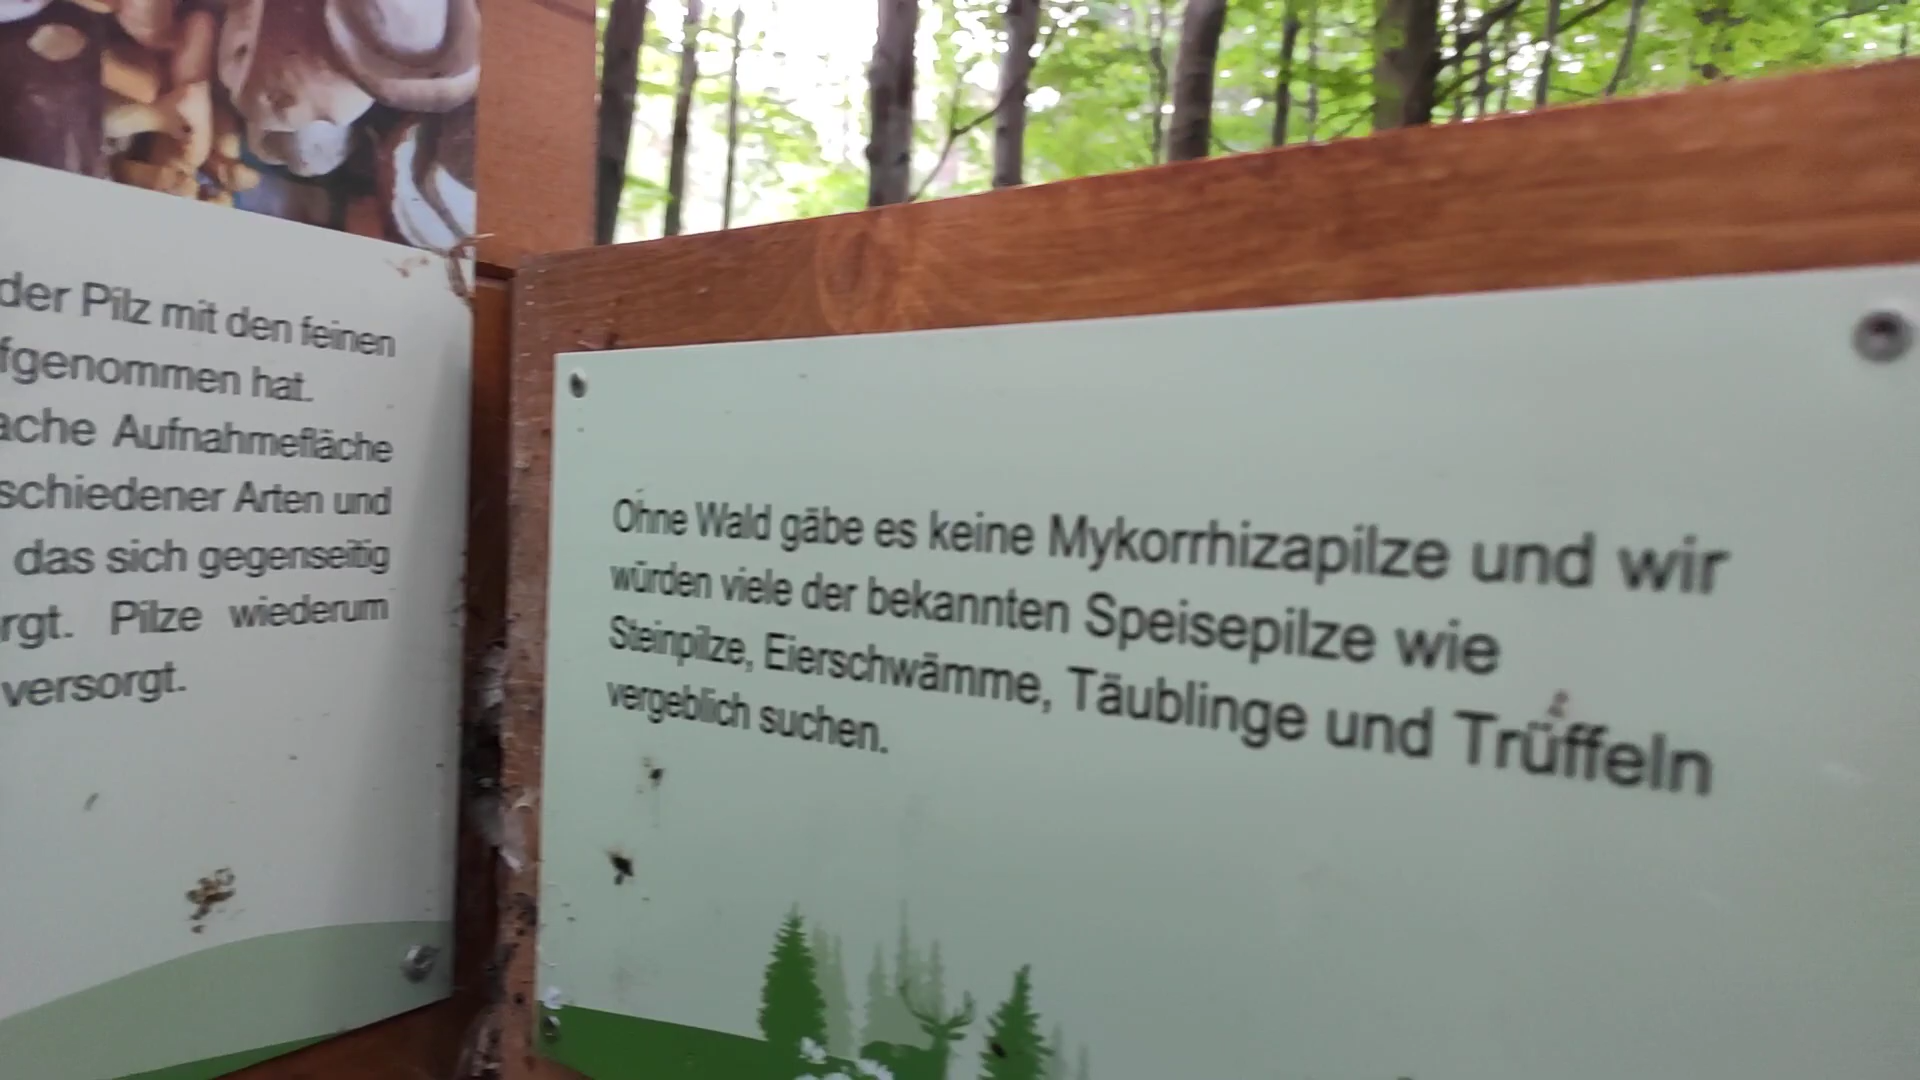 der Pilz mit den feinen
fgenommen hat.
ache Aufnahmefläche
schiedener Arten und
das sich gegenseitig
rgt. Pilze wiederum
versorgt.
Ohne Wald gäbe es keine Mykorrhizapilze und wir
würden viele der bekannten Speisepilze wie
Steinpilze, Eierschwämme, Täublinge und Trüffeln
vergeblich suchen.